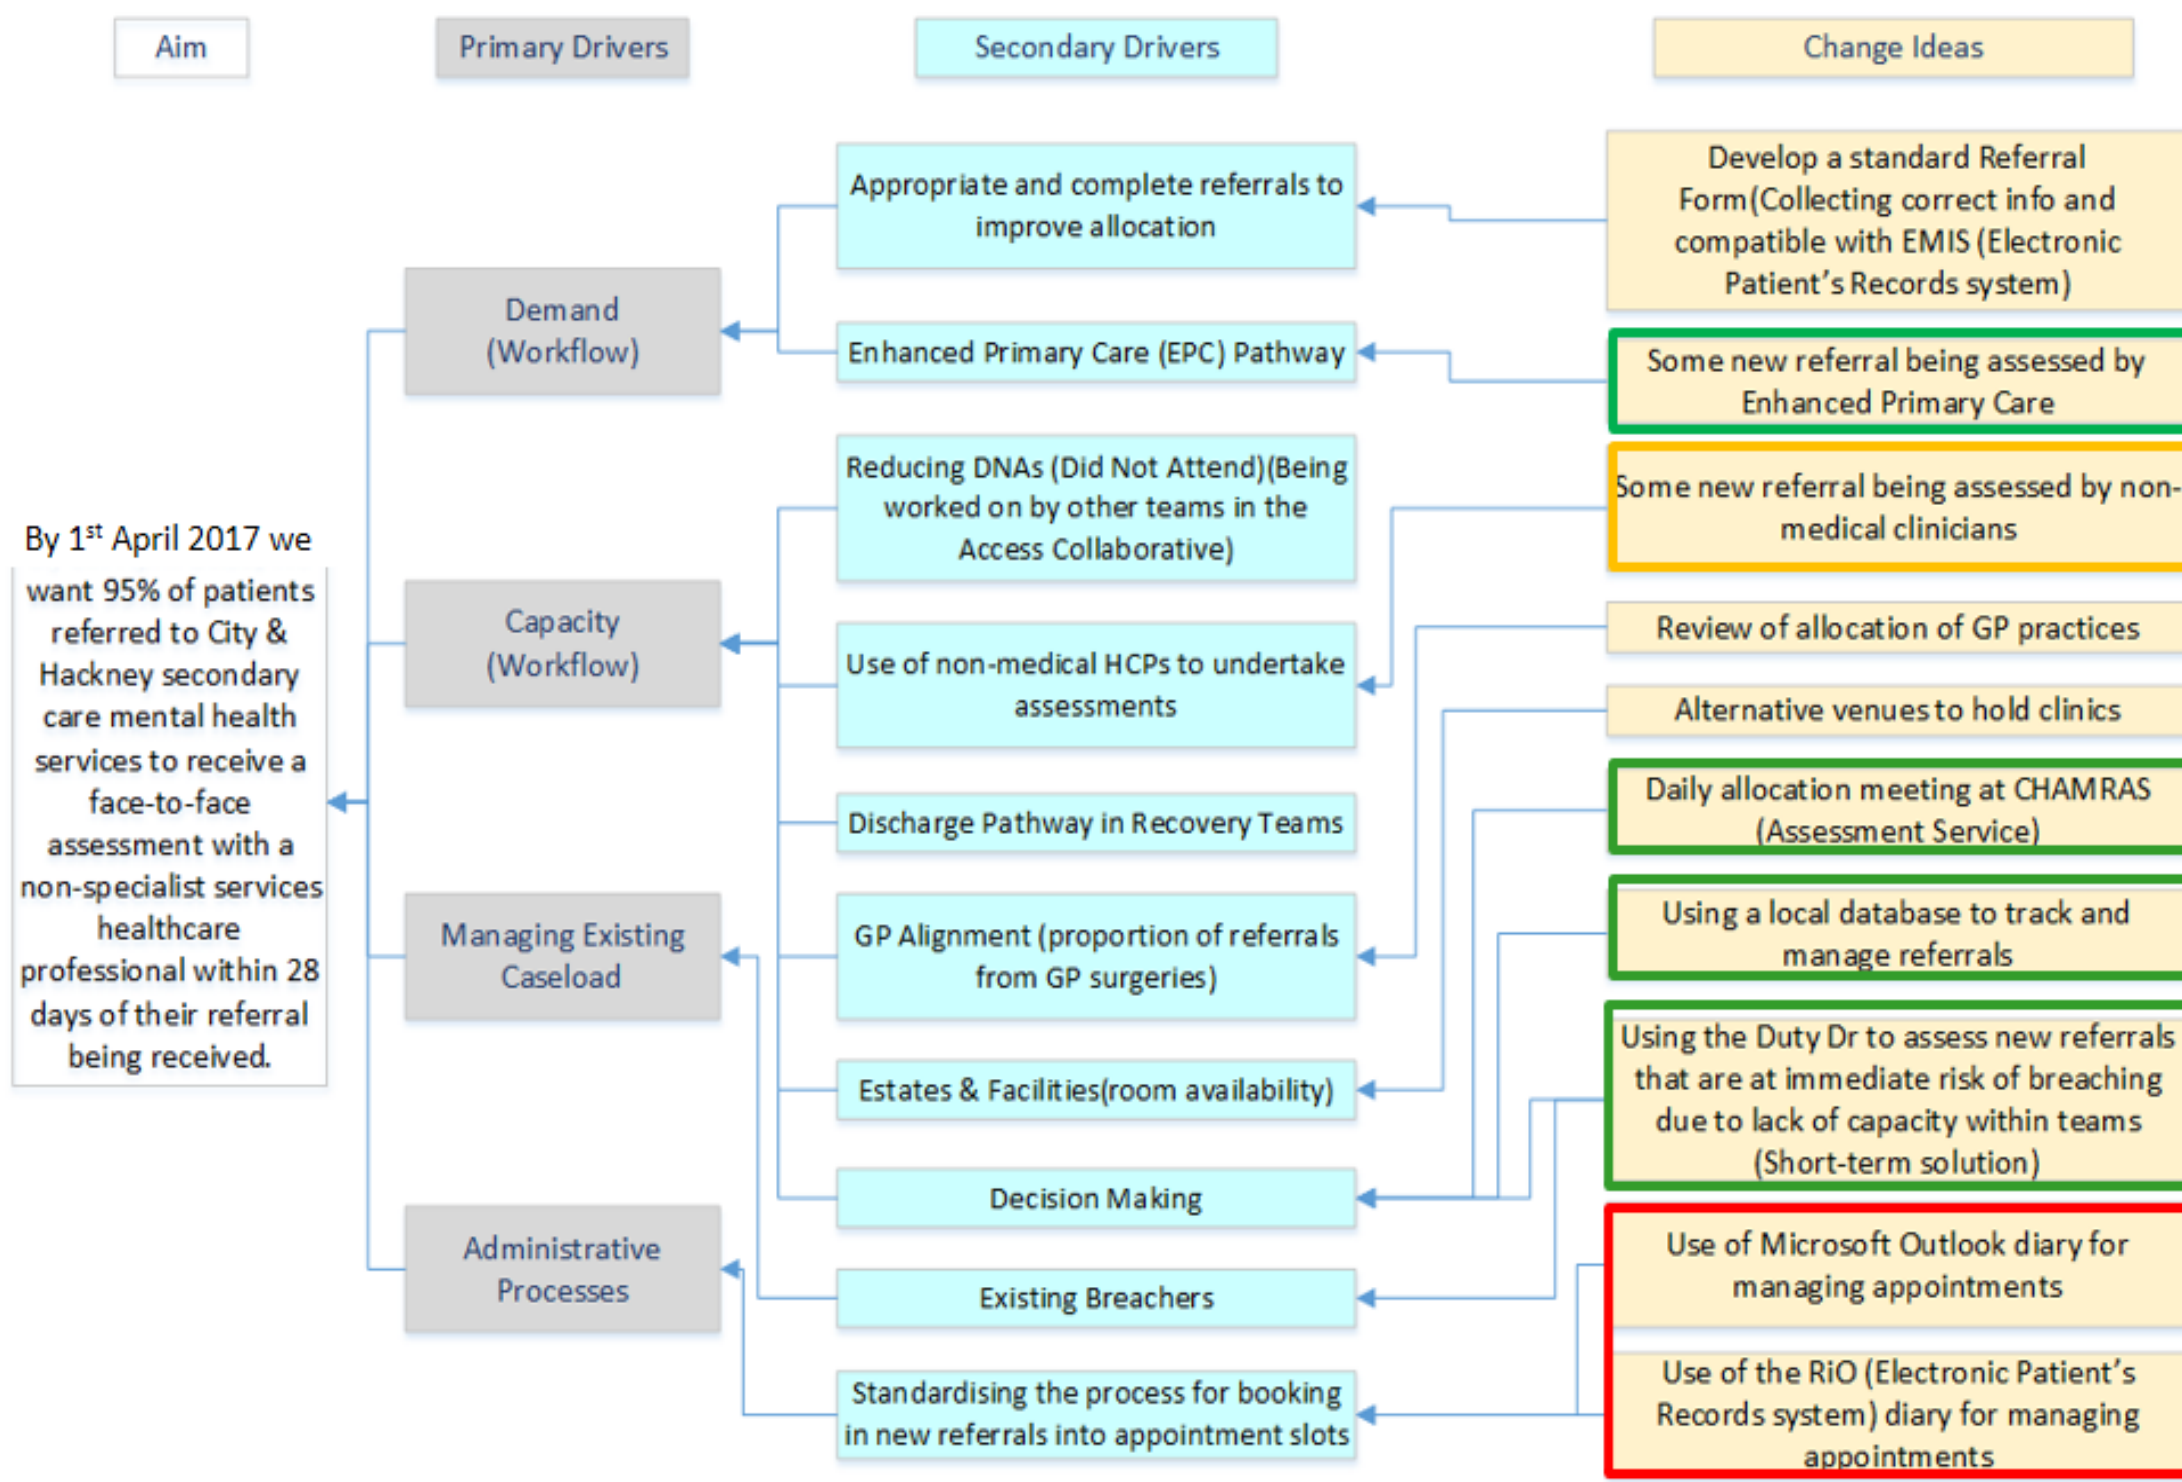 Aim
Primary Drivers
Secondary Drivers
Change Ideas
By 1st April 2017 we
want 95% of patients
referred to City &
Hackney secondary
care mental health
services to receive a
face-to-face
assessment with a
non-specialist services
healthcare
professional within 28
days of their referral
being received.
Demand
(Workflow)
Capacity
(Workflow)
Managing Existing
Caseload
Administrative
Processes
Appropriate and complete referrals to
improve allocation
Enhanced Primary Care (EPC) Pathway
Reducing DNAs (Did Not Attend)(Being
worked on by other teams in the
Access Collaborative)
Use of non-medical HCPs to undertake
assessments
Discharge Pathway in Recovery Teams
GP Alignment (proportion of referrals
from GP surgeries)
Estates & Facilities(room availability)
Decision Making
Existing Breachers
Standardising the process for booking
in new referrals into appointment slots
Develop a standard Referral
Form(Collecting correct info and
compatible with EMIS (Electronic
Patient's Records system)
Some new referral being assessed by
Enhanced Primary Care
Some new referral being assessed by non-
medical clinicians
Review of allocation of GP practices
Alternative venues to hold clinics
Daily allocation meeting at CHAMRAS
(Assessment Service)
Using a local database to track and
manage referrals
Using the Duty Dr to assess new referrals
that are at immediate risk of breaching
due to lack of capacity within teams
(Short-term solution)
Use of Microsoft Outlook diary for
managing appointments
Use of the RiO (Electronic Patient's
Records system) diary for managing
appointments